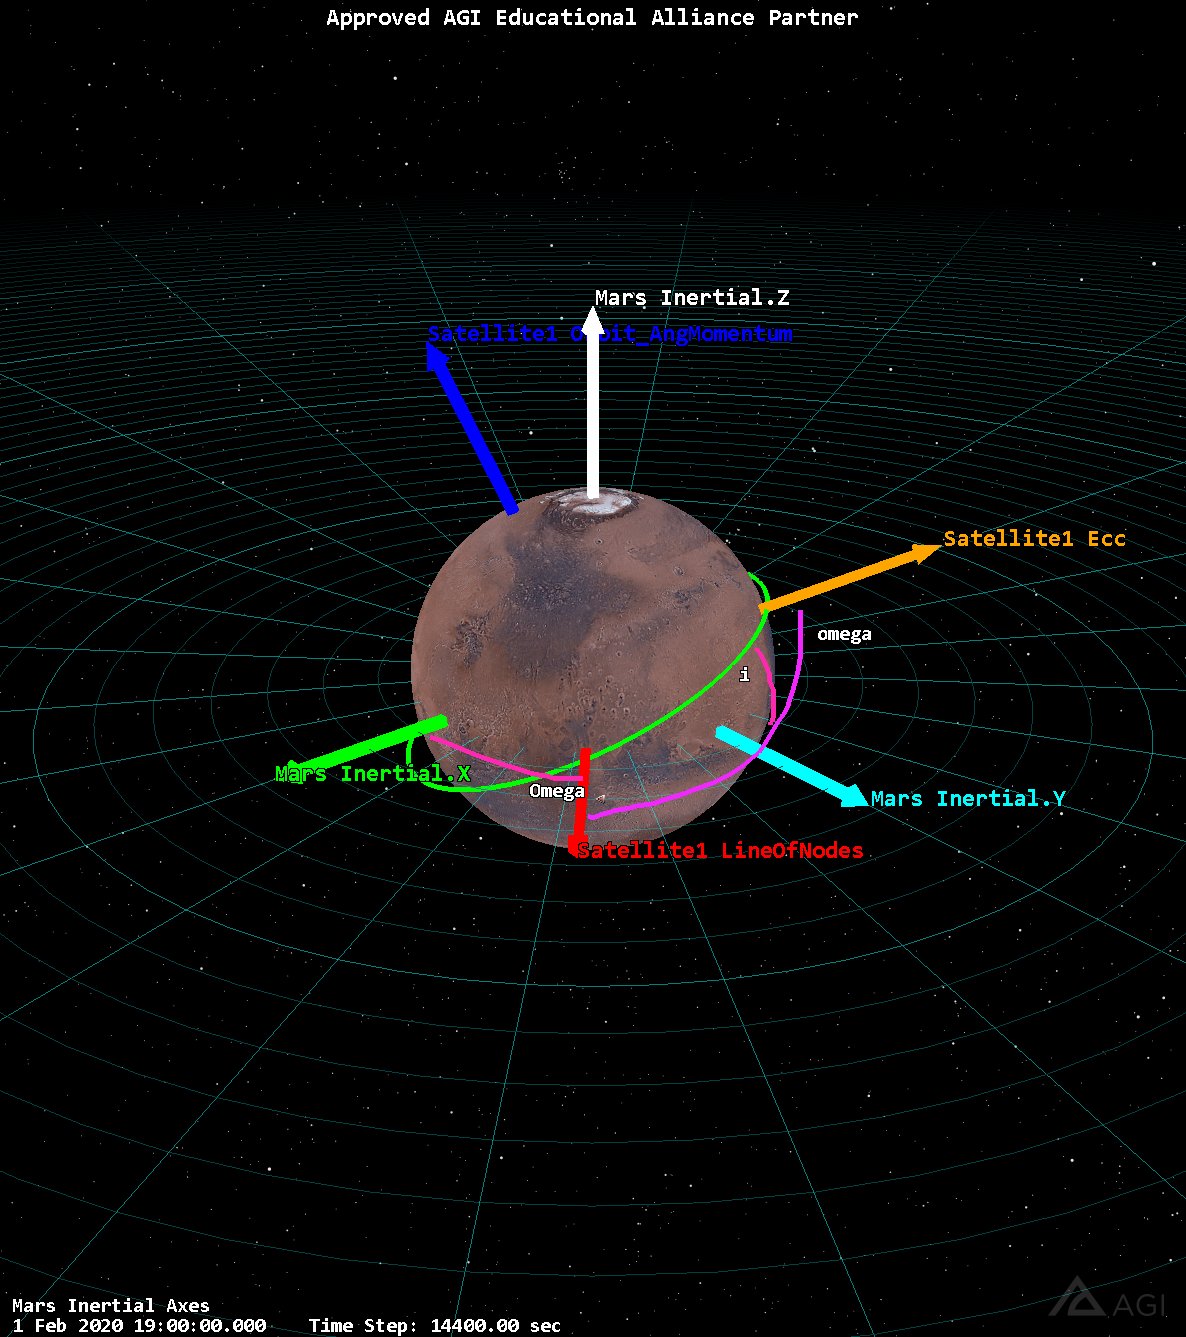 Approved AGI Educational Alliance Partner
Mars Inertial.Z
Satellite1 Orbit_AngMomentum
Satellite1 Ecc
omega
i
Mars Inertial.X
Omega
Mars Inertial.Y
Satellite1 LineOfNodes
Mars Inertial Axes
1 Feb 2020 19:00:00.000    Time Step: 14400.00 sec
AGI